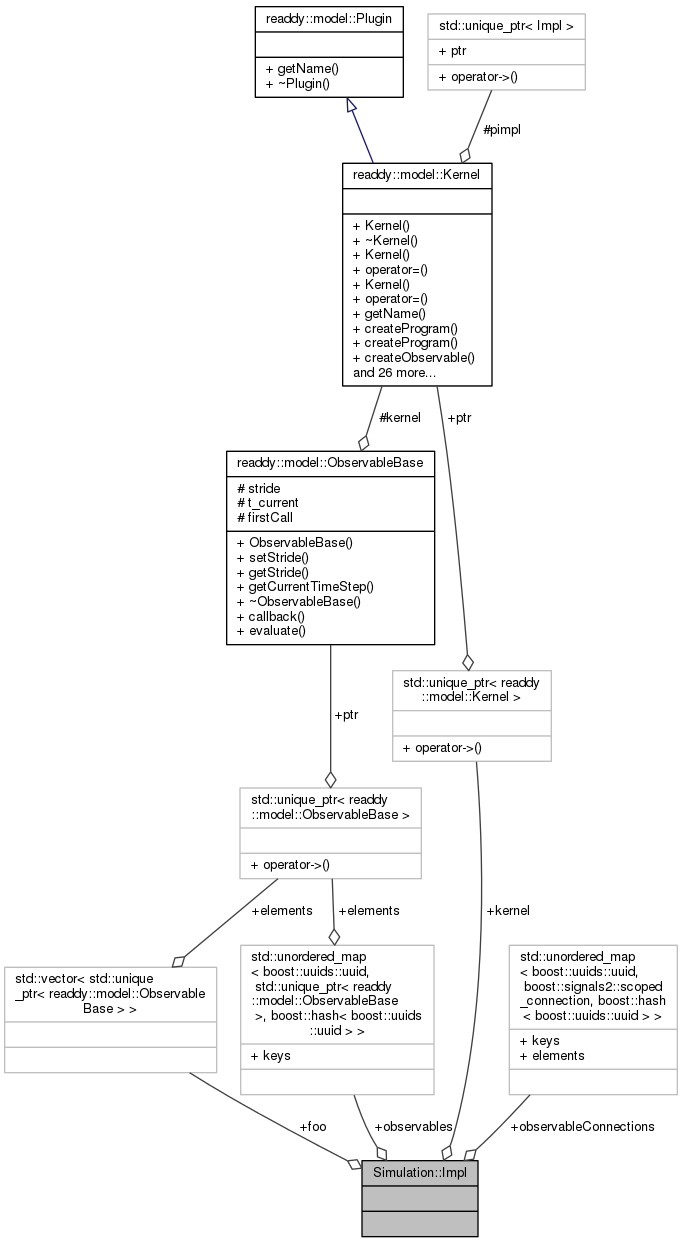 readdy::model::Plugin
+ getName()
+ ~Plugin()
std::unique_ptr< Impl >
+ ptr
+ operator->()
#pimpl
readdy::model::Kernel
+ Kernel()
+ ~Kernel()
+ Kernel()
+ operator=()
+ Kernel()
+ operator=()
+ getName()
+ createProgram()
+ createProgram()
+ createObservable()
and 26 more...
#kernel
+ptr
readdy::model::ObservableBase
# stride
# t_current
# firstCall
+ ObservableBase()
+ setStride()
+ getStride()
+ getCurrentTimeStep()
+ ~ObservableBase()
+ callback()
+ evaluate()
std::unique_ptr< readdy
::model::Kernel >
+ operator->()
+ptr
std::unique_ptr< readdy
::model::ObservableBase >
+ operator->()
+elements
+elements
+kernel
std::vector< std::unique
_ptr< readdy::model::Observable
Base > >
std::unordered_map
< boost::uuids::uuid,
std::unique_ptr< readdy
::model::ObservableBase
>, boost::hash< boost::uuids
::uuid > >
+ keys
std::unordered_map
< boost::uuids::uuid,
boost::signals2::scoped
_connection, boost::hash
< boost::uuids::uuid > >
+ keys
+ elements
+foo
+observables
+observableConnections
Simulation::Impl